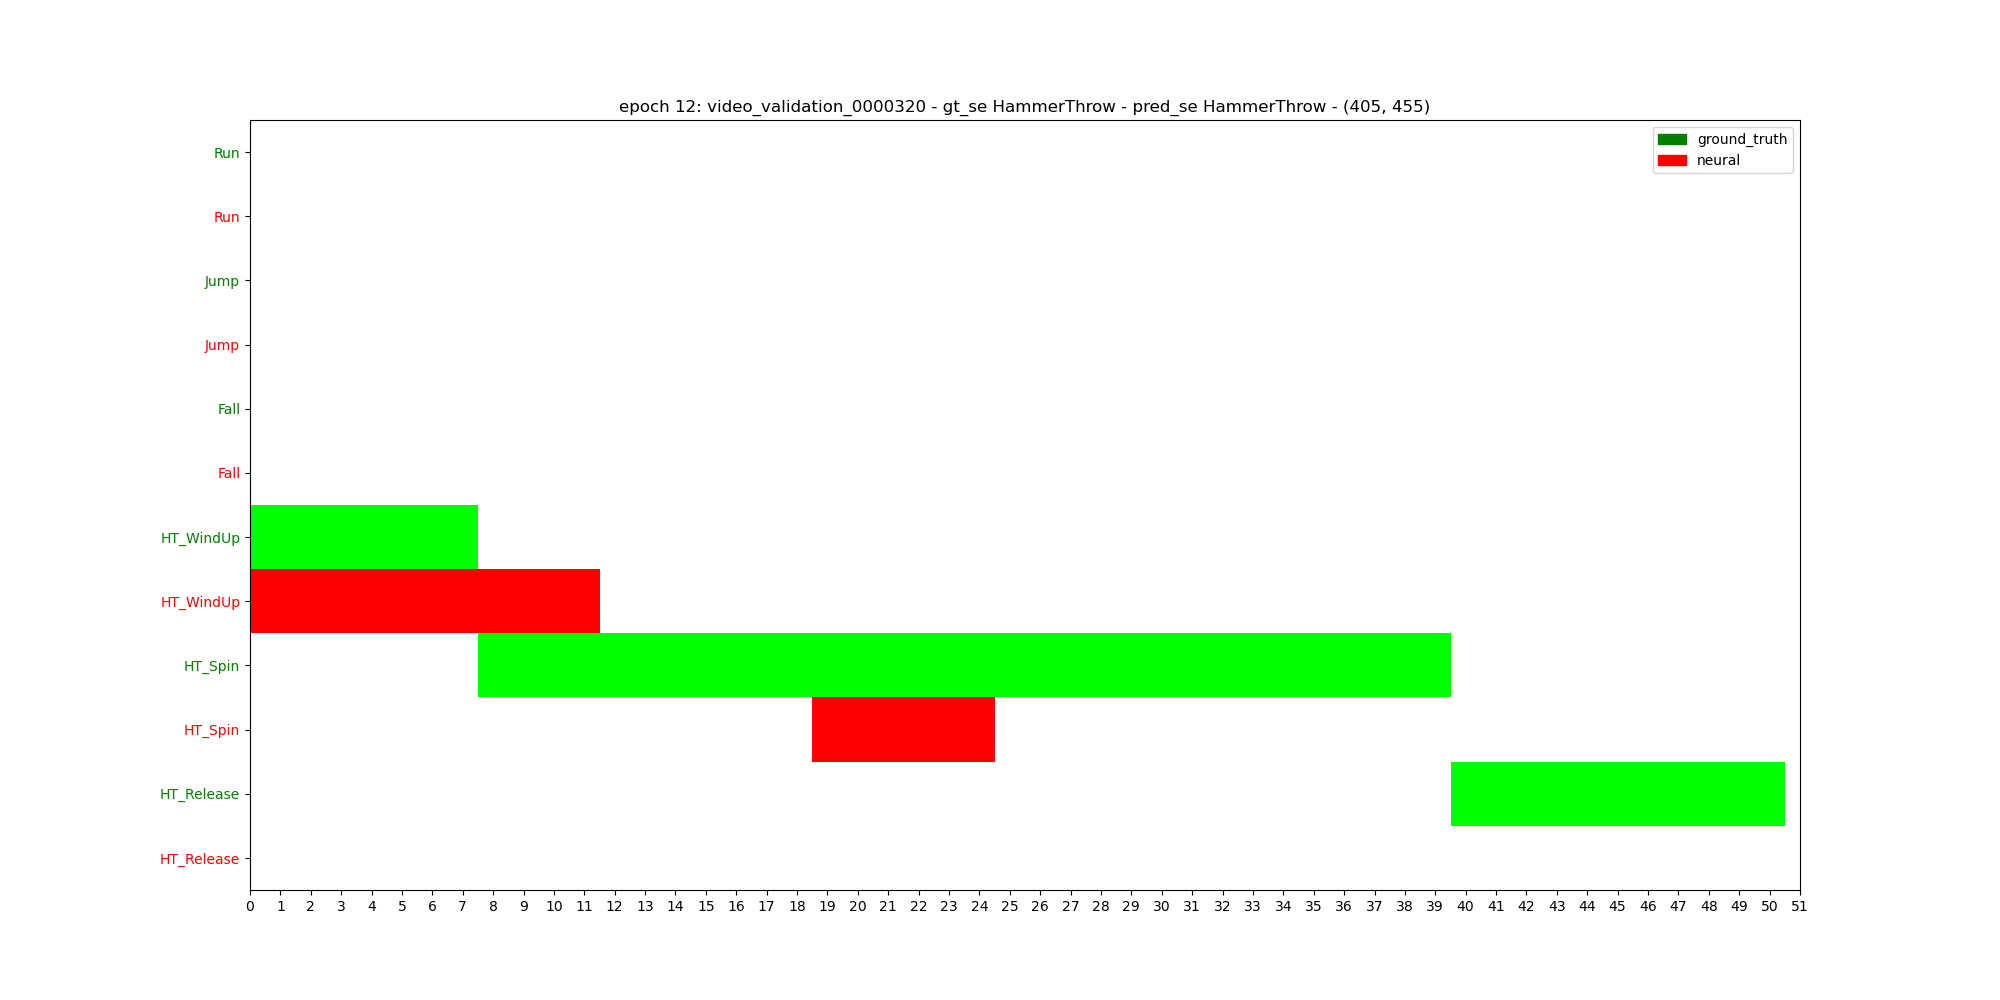 epoch 12: video_validation_0000320 - gt_se HammerThrow - pred_se HammerThrow - (405, 455)
ground_truth
neural
Run
Run
Jump
Jump
Fall
Fall
HT_WindUp
HT_WindUp
HT_Spin
HT_Spin
HT_Release
HT_Release
0 1 2 3 4 5 6 7 8 9 10 11 12 13 14 15 16 17 18 19 20 21 22 23 24 25 26 27 28 29 30 31 32 33 34 35 36 37 38 39 40 41 42 43 44 45 46 47 48 49 50 51